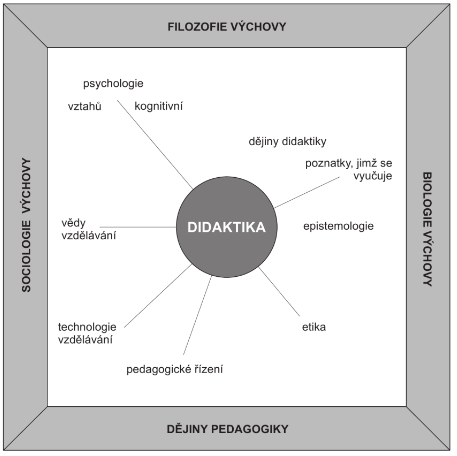 FILOZOFIE VÝCHOVY
psychologie
vztahů kognitivní
dějiny didaktiky
poznatky, jimž se
vyučuje
SOCIOLOGIE VÝCHOVY
BIOLOGIE VÝCHOVY
vědy
vzdělávání
DIDAKTIKA
epistemologie
technologie
vzdělávání
etika
pedagogické řízení
DĚJINY PEDAGOGIKY